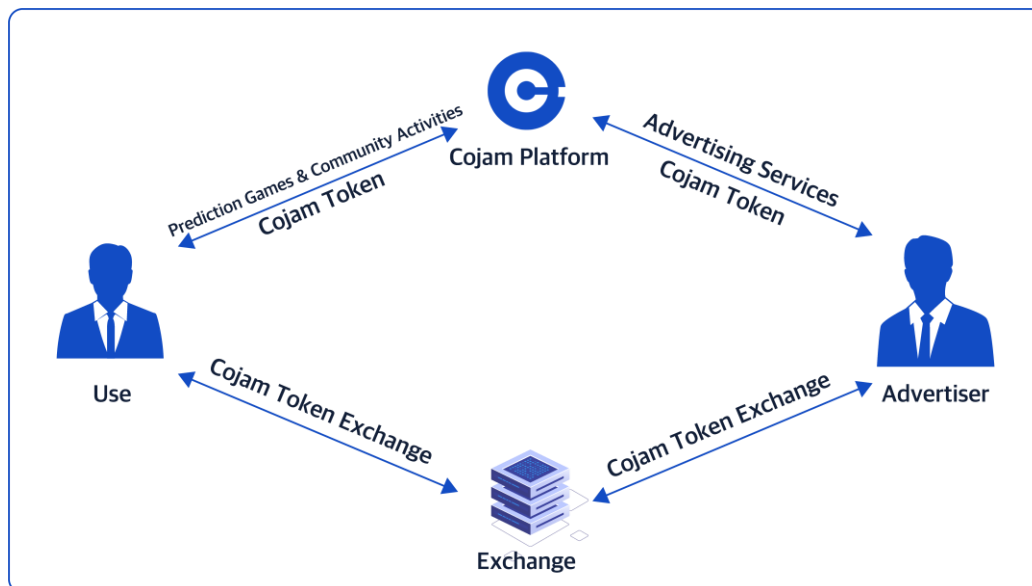 Cojam Platform
Prediction Games & Community Activities
Cojam Token
Advertising Services
Cojam Token
Use
Advertiser
Cojam Token Exchange
Cojam Token Exchange
Exchange